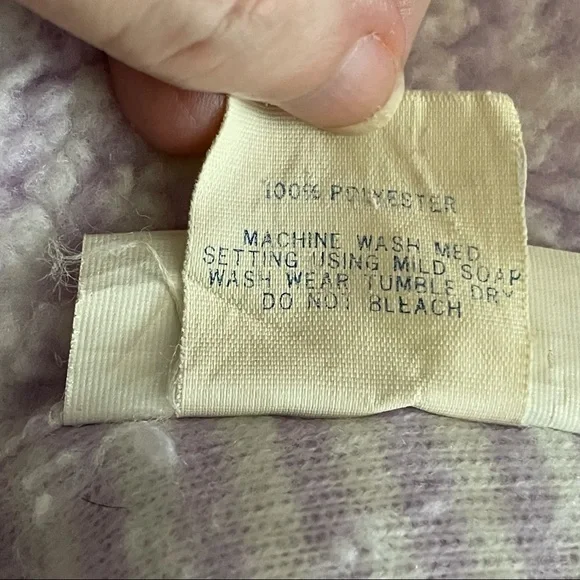 100% POLYESTER
MACHINE WASH MED
SETTING USING MILD SOAP
WASH WEAR TUMBLE DRY
DO NOT BLEACH